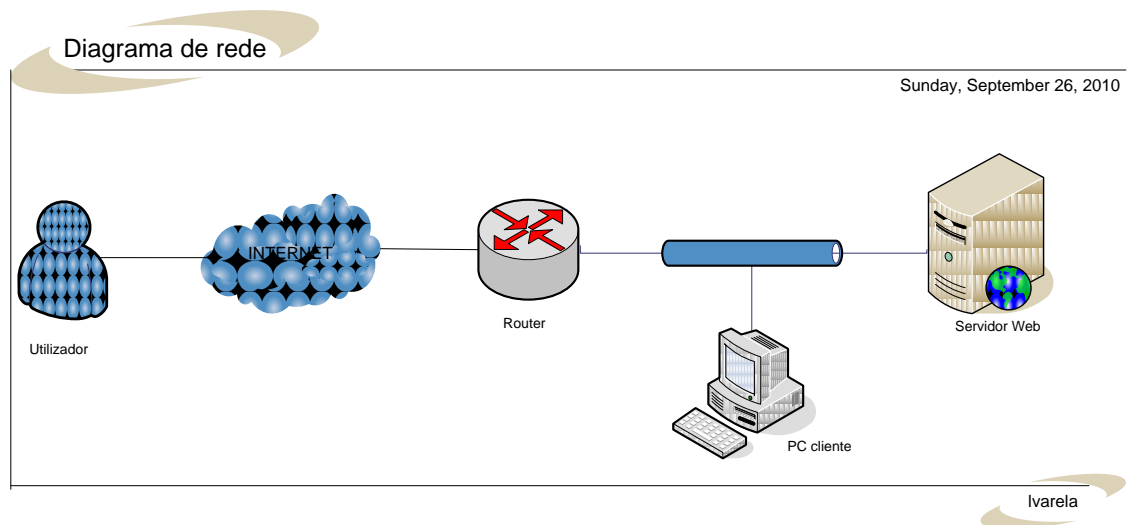 Diagrama de rede
Sunday, September 26, 2010
INTERNET
Router
Servidor Web
Utilizador
PC cliente
lvarela